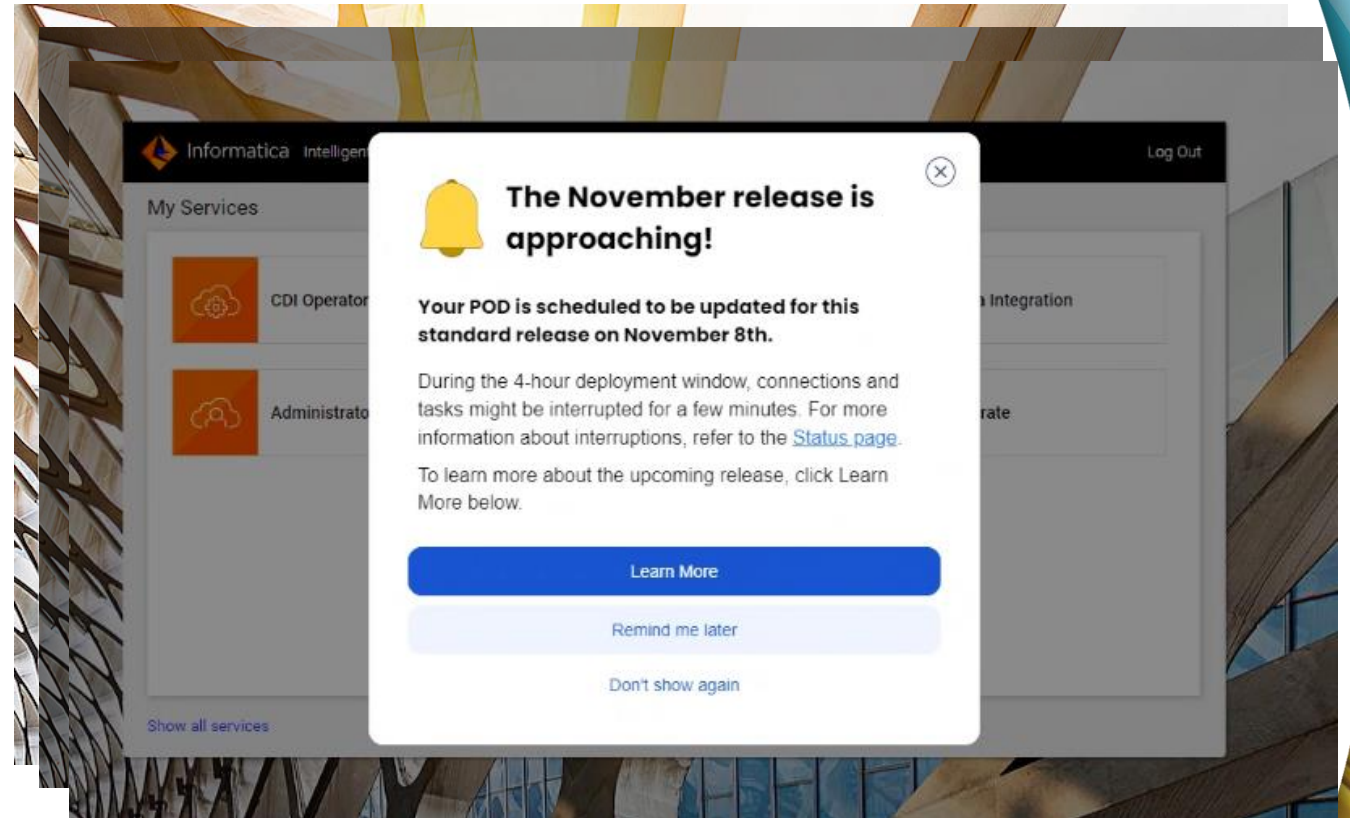 Informatica Intelligent
Log Out
My Services
CDI Operator
Integration
Administrato
rate
Show all services
The November release is
approaching!
Your POD is scheduled to be updated for this
standard release on November 8th.
During the 4-hour deployment window, connections and
tasks might be interrupted for a few minutes. For more
information about interruptions, refer to the Status page.
To learn more about the upcoming release, click Learn
More below.
Learn More
Remind me later
Don't show again